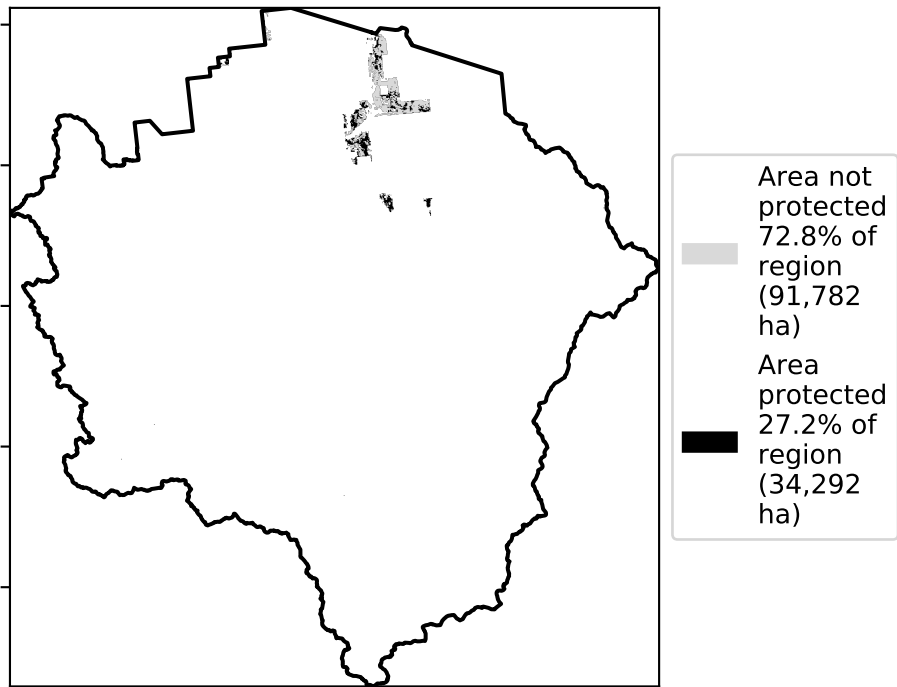 Area not
protected
72.8% of
region
(91,782
ha)
Area
protected
27.2% of
region
(34,292
ha)